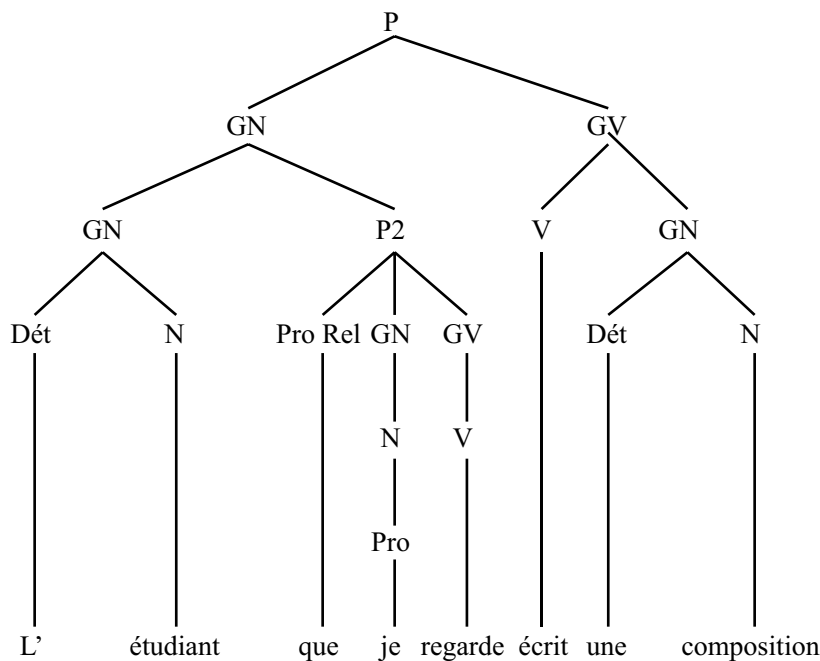 P
GN GV
GN P2 V GN
Dét N Pro Rel GN GV Dét N
N V
Pro
L’ étudiant que je regarde écrit une composition